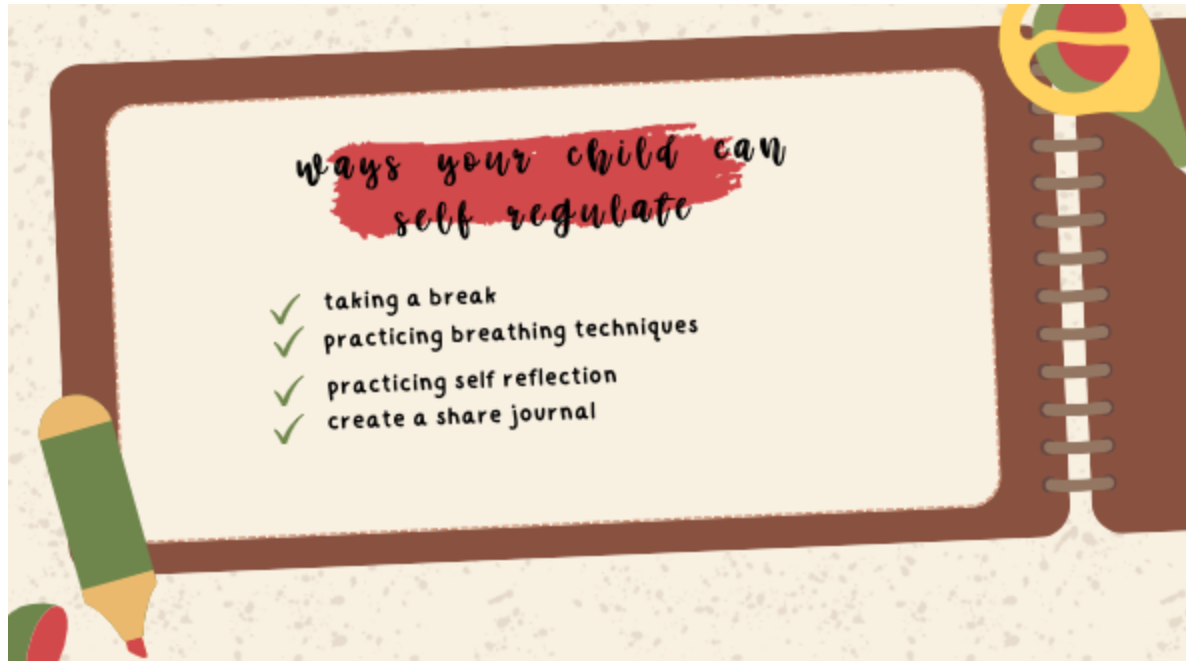 ways your child can
self regulate
taking a break
practicing breathing techniques
practicing self reflection
create a share journal